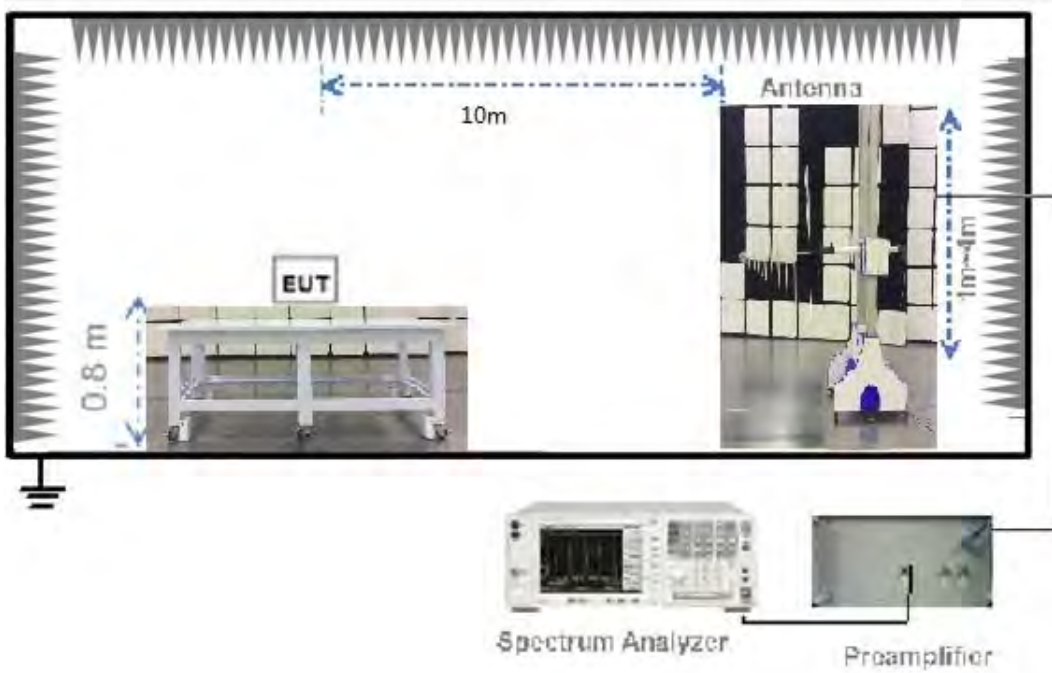 Antenna
10m
1m~4m
EUT
0.8 m
Spectrum Analyzer
Preamplifier